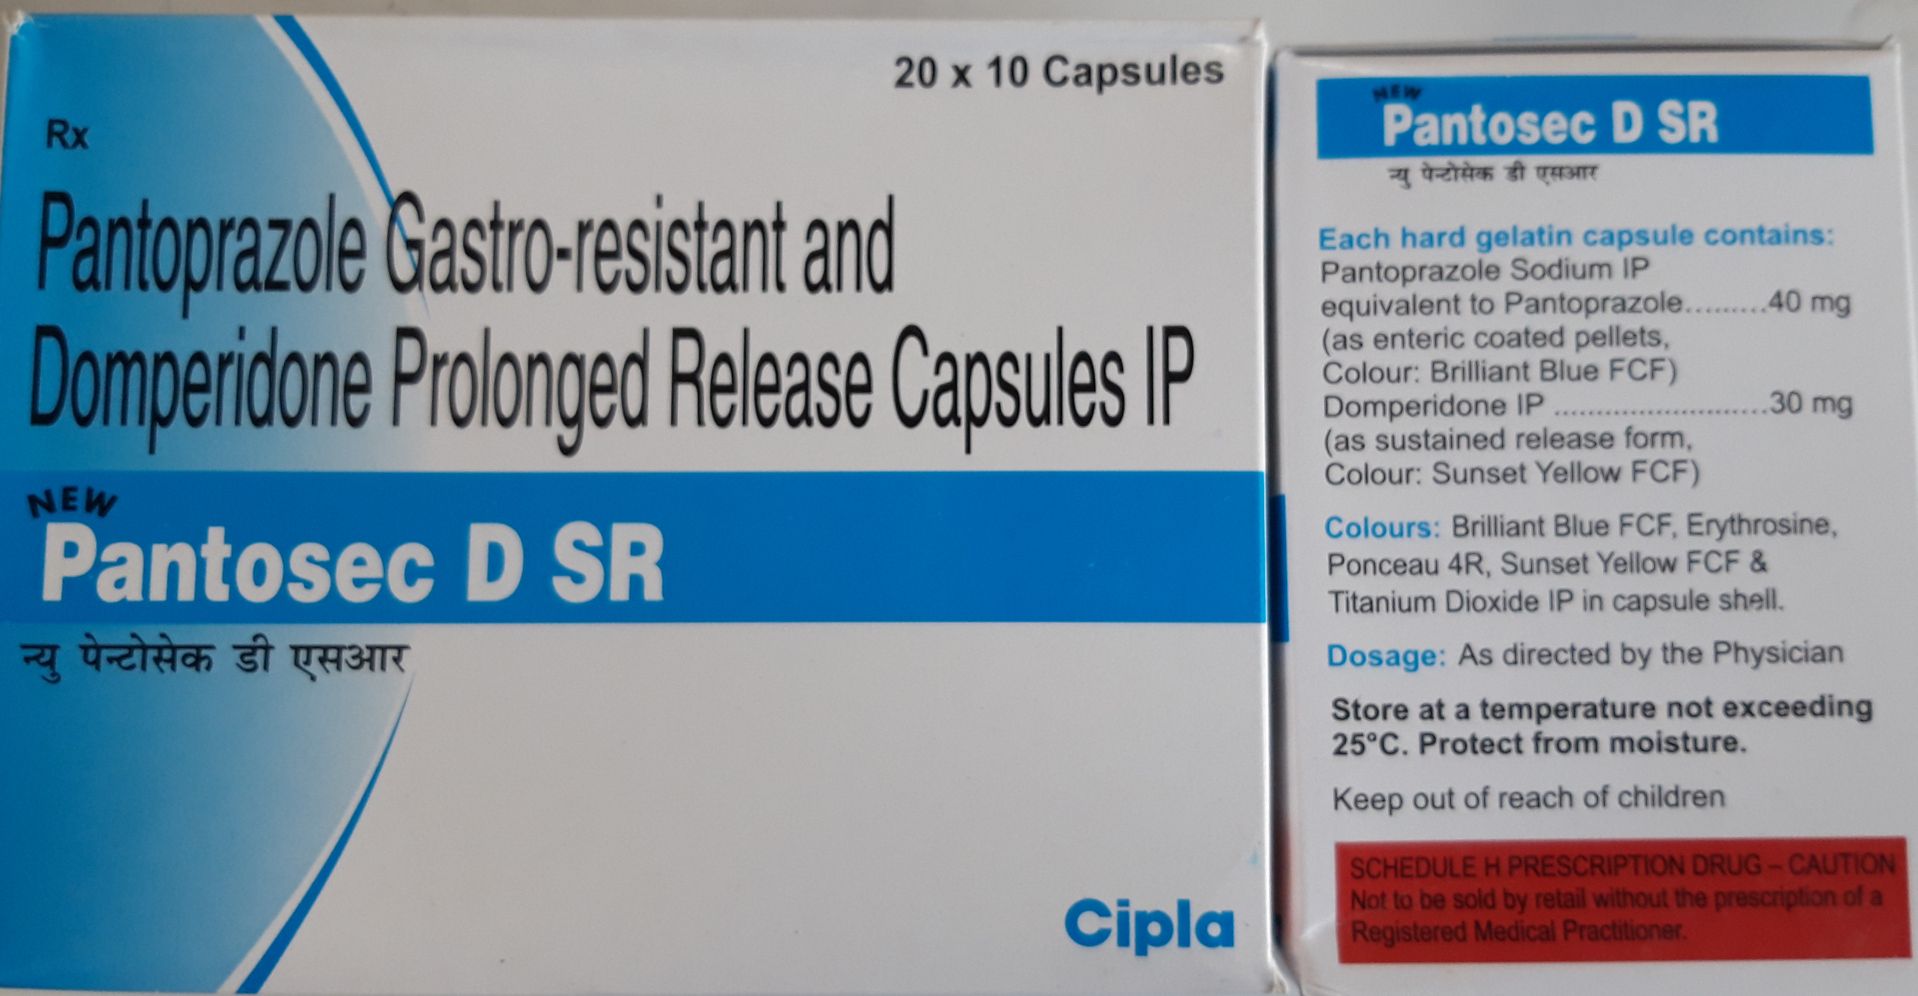 20 x 10 Capsules
Rx
Pantoprazole Gastro-resistant and
Domperidone Prolonged Release Capsules IP
NEW
Pantosec D SR
न्यु पेन्टोसेक डी एसआर
Cipla
NEW
Pantosec D SR
न्यु पेन्टोसेक डी एसआर
Each hard gelatin capsule contains:
Pantoprazole Sodium IP
equivalent to Pantoprazole.........40 mg
(as enteric coated pellets,
Colour: Brilliant Blue FCF)
Domperidone IP ..........................30 mg
(as sustained release form,
Colour: Sunset Yellow FCF)
Colours: Brilliant Blue FCF, Erythrosine,
Ponceau 4R, Sunset Yellow FCF &
Titanium Dioxide IP in capsule shell.
Dosage: As directed by the Physician
Store at a temperature not exceeding
25°C. Protect from moisture.
Keep out of reach of children
SCHEDULE H PRESCRIPTION DRUG – CAUTION
Not to be sold by retail without the prescription of a
Registered Medical Practitioner.